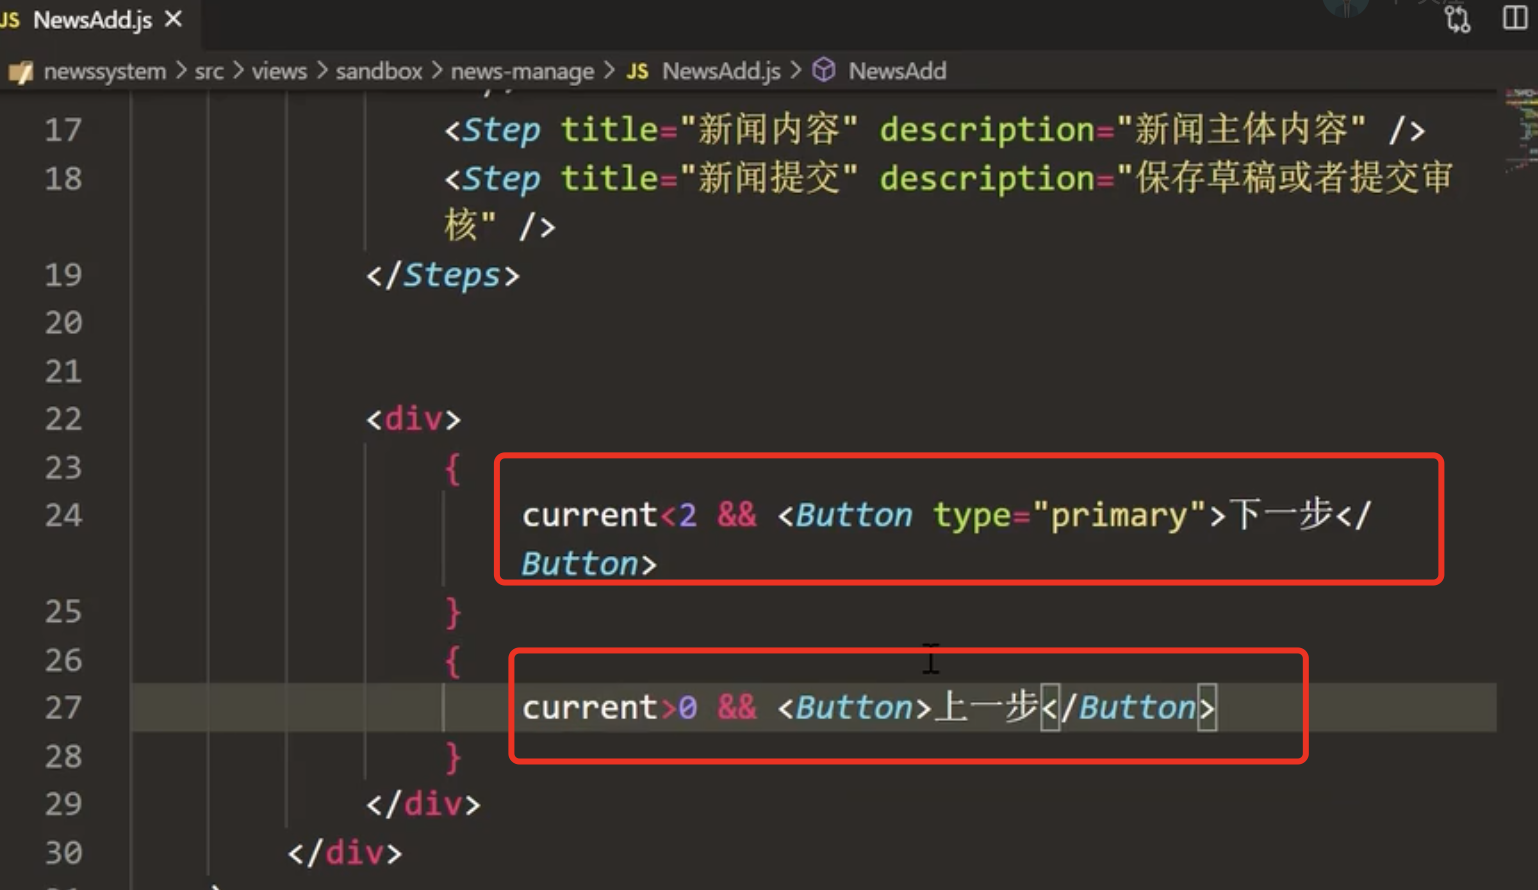 JS NewsAdd.js ×
newssystem > src > views > sandbox > news-manage > JS NewsAdd.js > NewsAdd
17 <Step title="新闻内容" description="新闻主体内容" />
18 <Step title="新闻提交" description="保存草稿或者提交审
核" />
19 </Steps>
20
21
22 <div>
23 {
24 current<2 && <Button type="primary">下一步</
Button>
25 }
26 {
27 current>0 && <Button>上一步</Button>
28 }
29 </div>
30 </div>